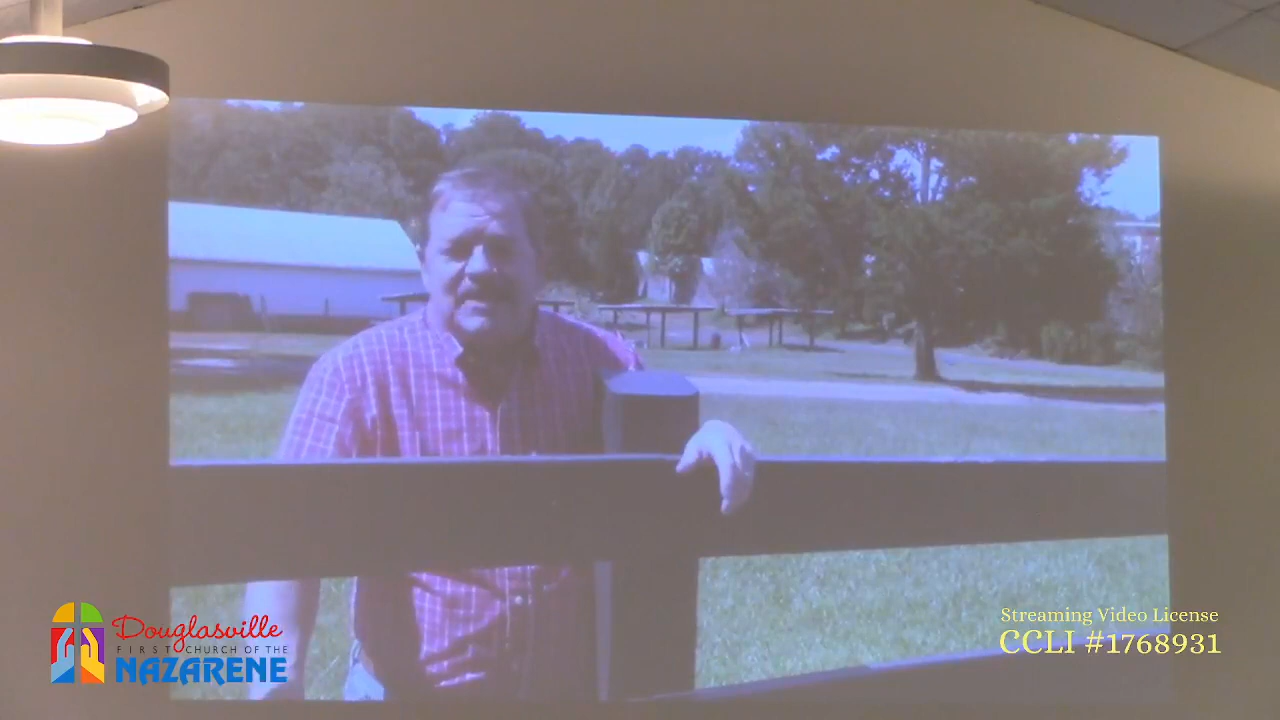 Douglasville
FIRST CHURCH OF THE
NAZARENE
Streaming Video License
CCLI #1768931